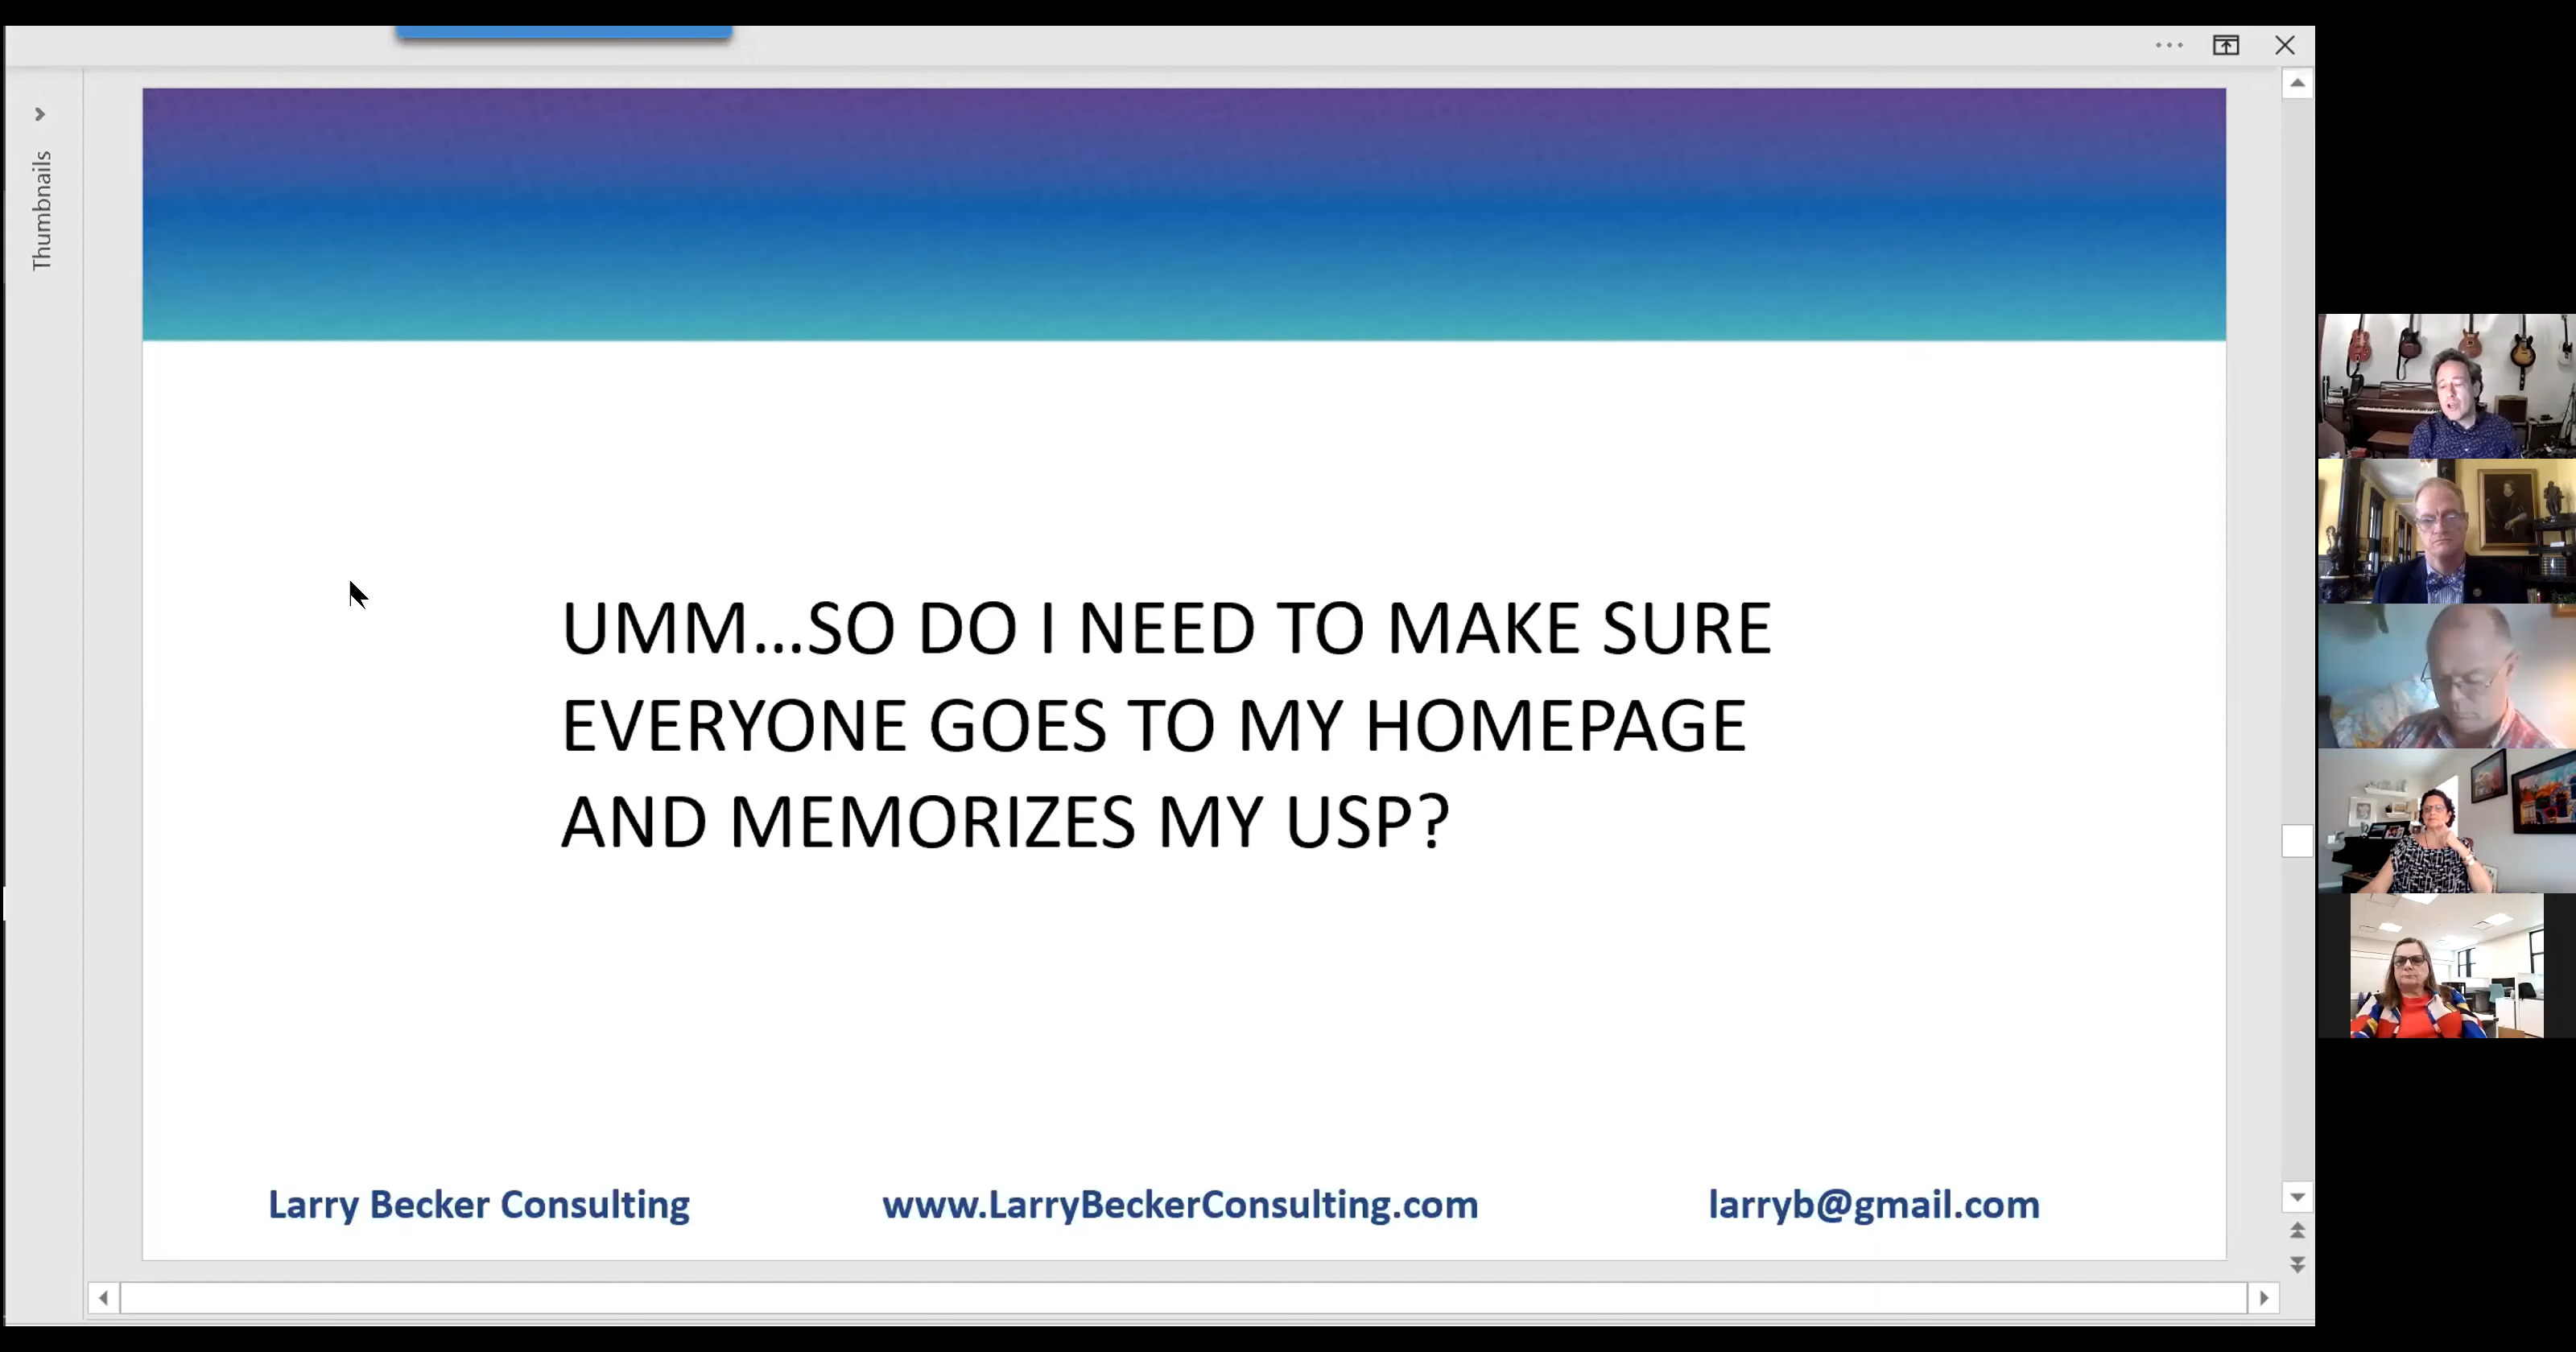 Thumbnails
UMM...SO DO I NEED TO MAKE SURE
EVERYONE GOES TO MY HOMEPAGE
AND MEMORIZES MY USP?
Larry Becker Consulting
www.LarryBeckerConsulting.com
larryb@gmail.com